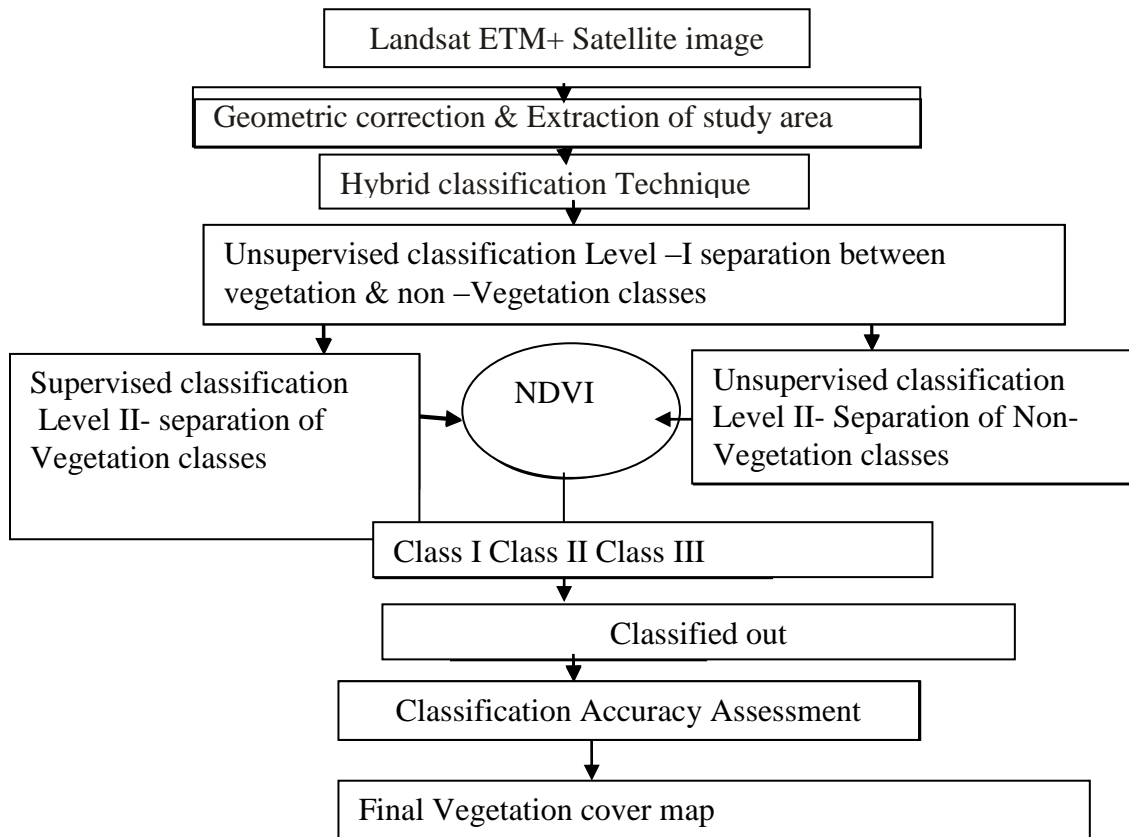 Landsat ETM+ Satellite image
Geometric correction & Extraction of study area
Hybrid classification Technique
Unsupervised classification Level –I separation between
vegetation & non –Vegetation classes
Supervised classification
Level II- separation of
Vegetation classes
NDVI
Unsupervised classification
Level II- Separation of Non-
Vegetation classes
Class I Class II Class III
Classified out
Classification Accuracy Assessment
Final Vegetation cover map